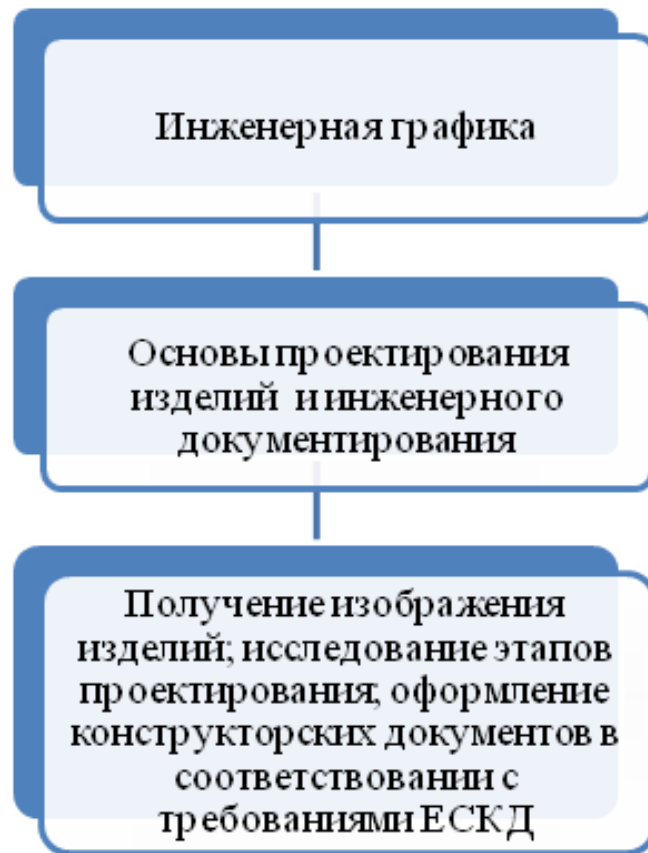 Инженерная графика
Основы проектирования
изделий и инженерного
документирования
Получение изображения
изделий; исследование этапов
проектирования; оформление
конструкторских документов в
соответствовании с
требованиями ЕСКД